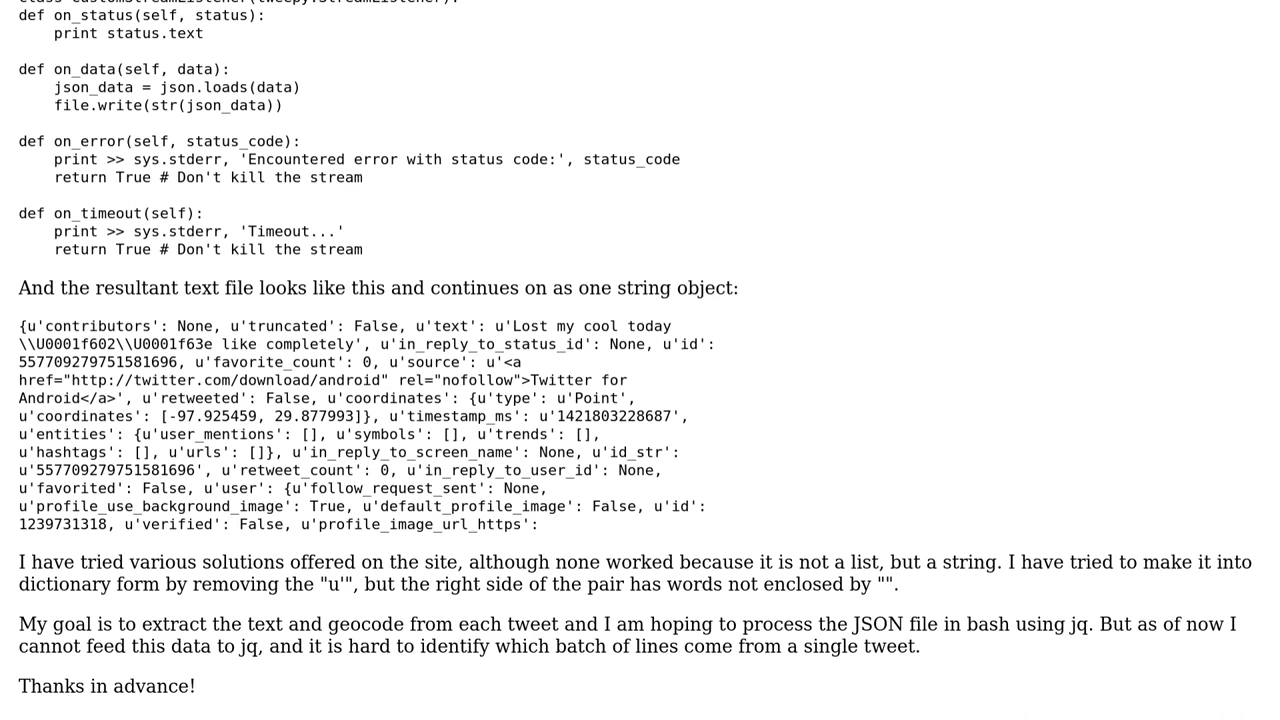 def on_status(self, status):
    print status.text

def on_data(self, data):
    json_data = json.loads(data)
    file.write(str(json_data))

def on_error(self, status_code):
    print >> sys.stderr, 'Encountered error with status code:', status_code
    return True # Don't kill the stream

def on_timeout(self):
    print >> sys.stderr, 'Timeout...'
    return True # Don't kill the stream

And the resultant text file looks like this and continues on as one string object:

{u'contributors': None, u'truncated': False, u'text': u'Lost my cool today
\\U0001f602\\U0001f63e like completely', u'in_reply_to_status_id': None, u'id':
557709279751581696, u'favorite_count': 0, u'source': u'<a
href="http://twitter.com/download/android" rel="nofollow">Twitter for
Android</a>', u'retweeted': False, u'coordinates': {u'type': u'Point',
u'coordinates': [-97.925459, 29.877993]}, u'timestamp_ms': u'1421803228687',
u'entities': {u'user_mentions': [], u'symbols': [], u'trends': [],
u'hashtags': [], u'urls': []}, u'in_reply_to_screen_name': None, u'id_str':
u'557709279751581696', u'retweet_count': 0, u'in_reply_to_user_id': None,
u'favorited': False, u'user': {u'follow_request_sent': None,
u'profile_use_background_image': True, u'default_profile_image': False, u'id':
1239731318, u'verified': False, u'profile_image_url_https':

I have tried various solutions offered on the site, although none worked because it is not a list, but a string. I have tried to make it into
dictionary form by removing the "u'", but the right side of the pair has words not enclosed by "".

My goal is to extract the text and geocode from each tweet and I am hoping to process the JSON file in bash using jq. But as of now I
cannot feed this data to jq, and it is hard to identify which batch of lines come from a single tweet.

Thanks in advance!